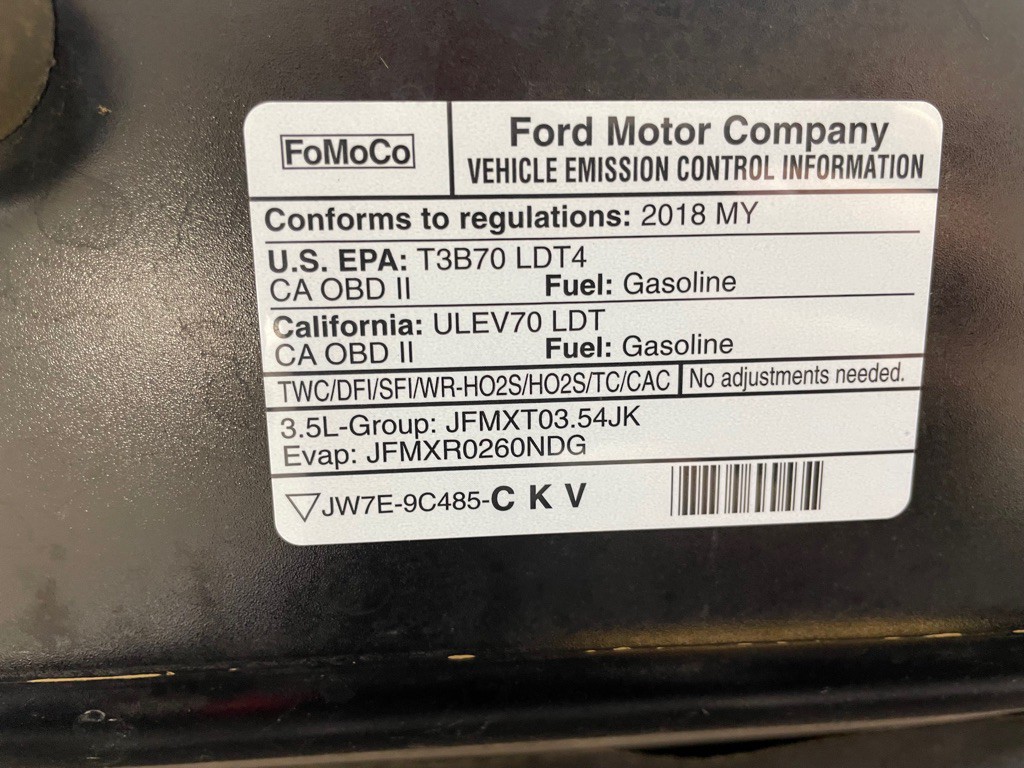 FoMoCo
Ford Motor Company
VEHICLE EMISSION CONTROL INFORMATION
Conforms to regulations: 2018 MY
U.S. EPA: T3B70 LDT4
CA OBD II Fuel: Gasoline
California: ULEV70 LDT
CA OBD II Fuel: Gasoline
TWC/DFI/SFI/WR-HO2S/HO2S/TC/CAC No adjustments needed.
3.5L-Group: JFMXT03.54JK
Evap: JFMXR0260NDG
JW7E-9C485-C K V